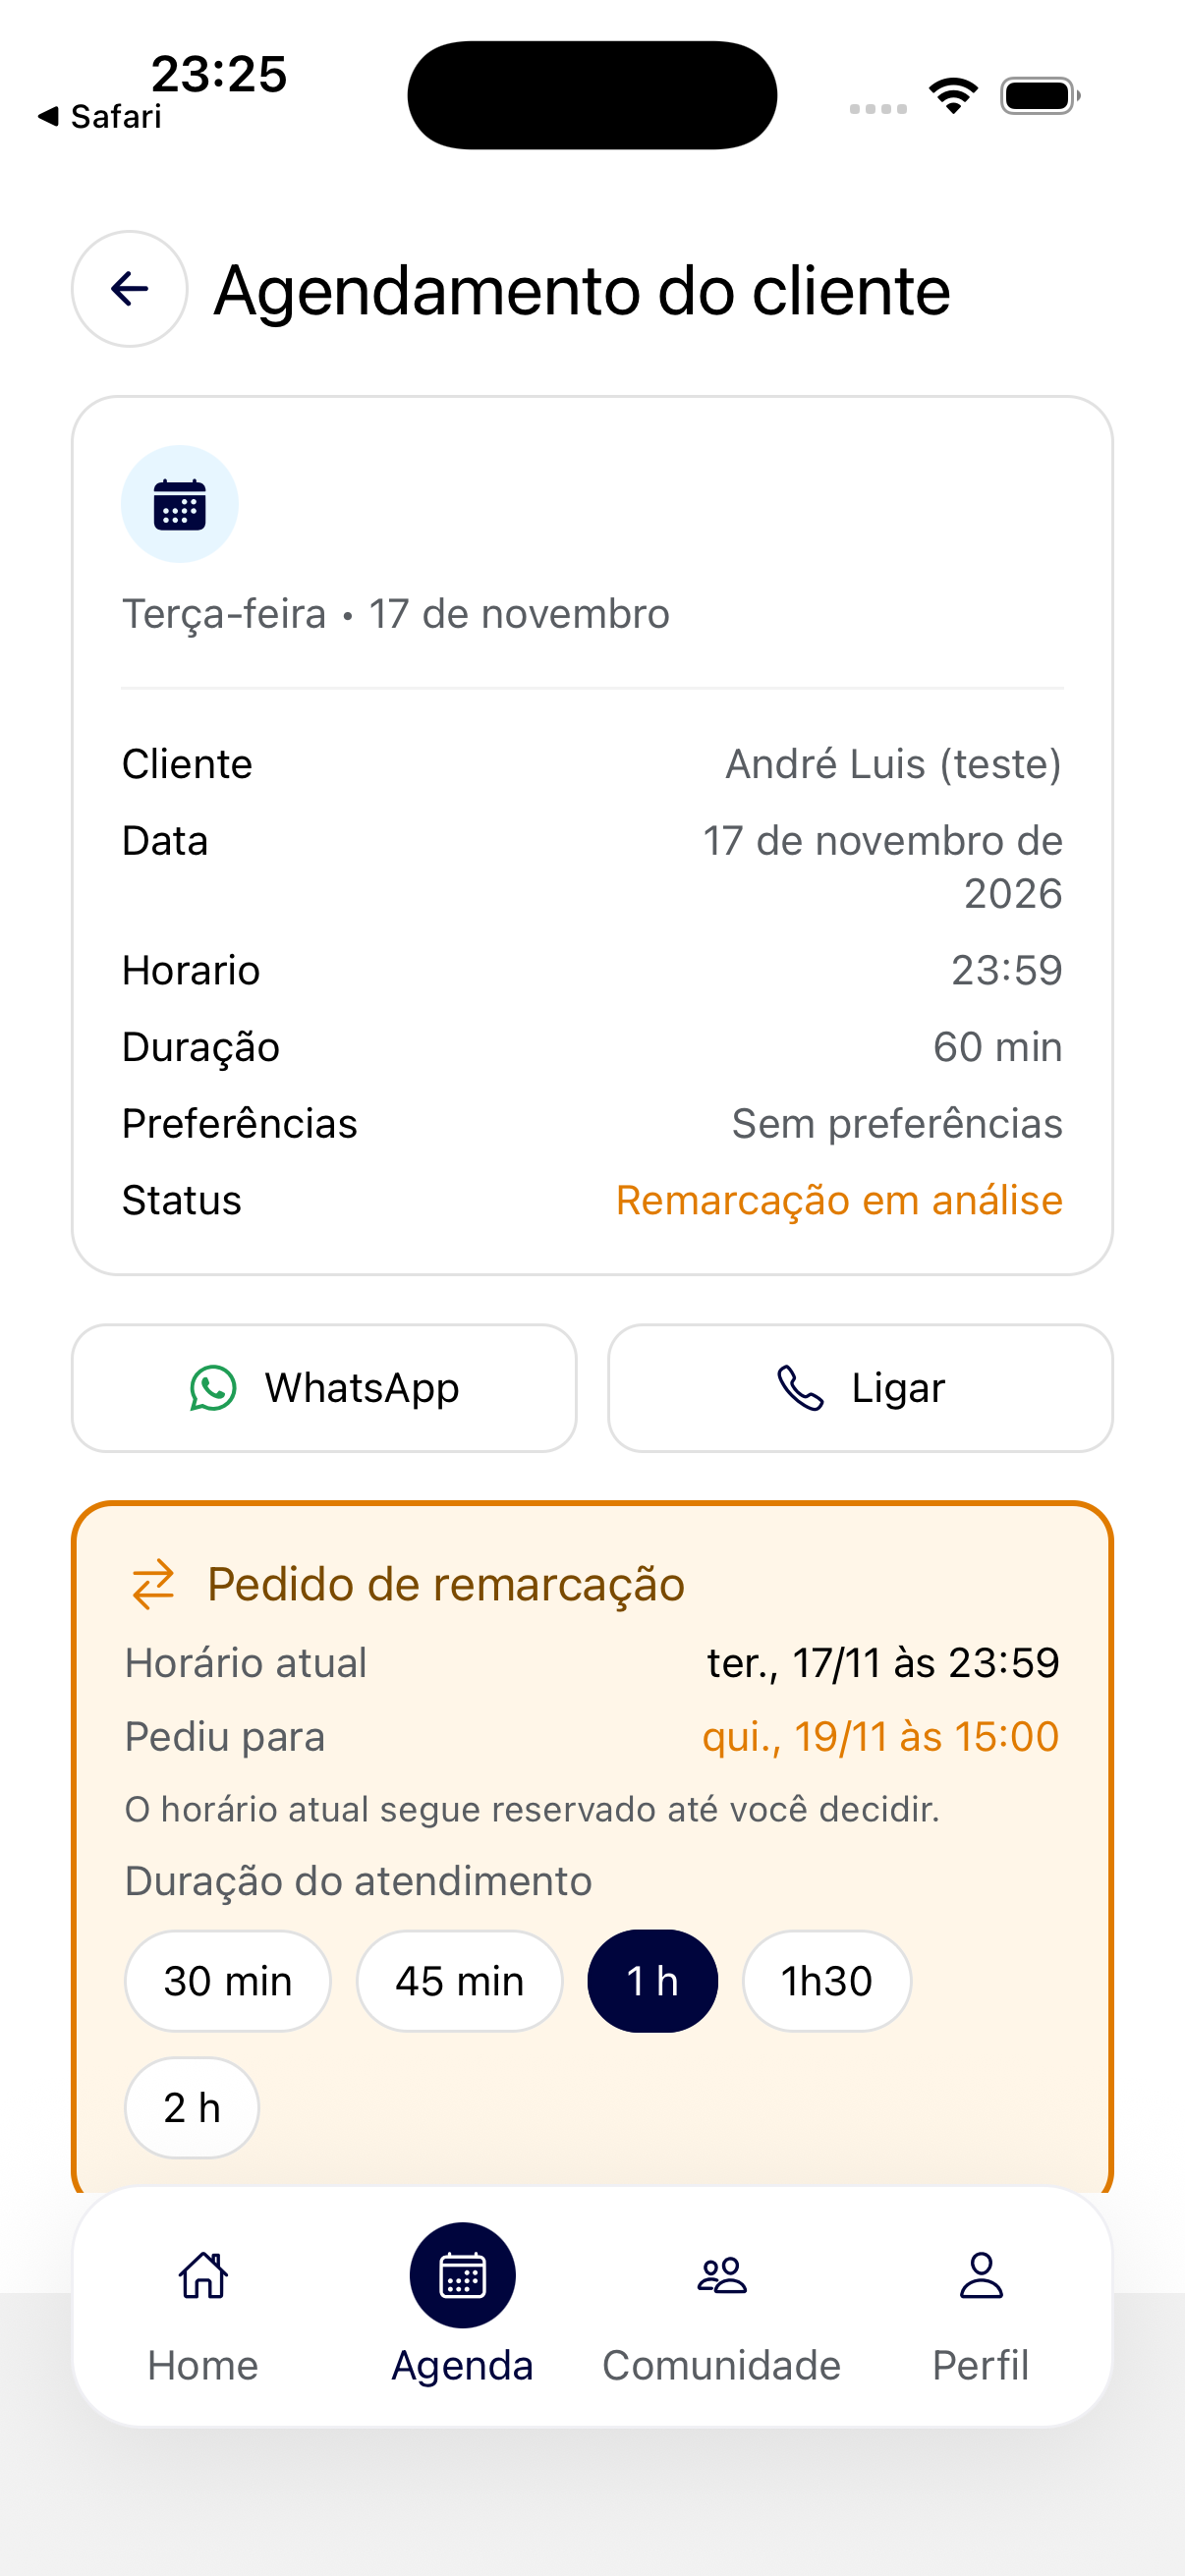 23:25
Safari
Agendamento do cliente
Terça-feira • 17 de novembro
Cliente André Luis (teste)
Data 17 de novembro de
2026
Horario 23:59
Duração 60 min
Preferências Sem preferências
Status Remarcação em análise
WhatsApp Ligar
Pedido de remarcação
Horário atual ter., 17/11 às 23:59
Pediu para qui., 19/11 às 15:00
O horário atual segue reservado até você decidir.
Duração do atendimento
30 min 45 min 1 h 1h30
2 h
Home Agenda Comunidade Perfil